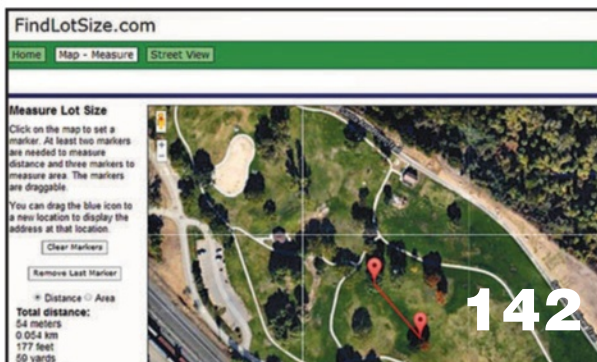 FindLotSize.com
Home Map - Measure Street View
Measure Lot Size
Click on the map to set a
marker. At least two markers
are needed to measure
distance and three markers to
measure area. The markers
are draggable.
You can drag the blue icon to
a new location to display the
address at that location.
Clear Markers
Remove Last Marker
Distance Area
Total distance:
54 meters
0.054 km
177 feet
59 yards
+
-
142